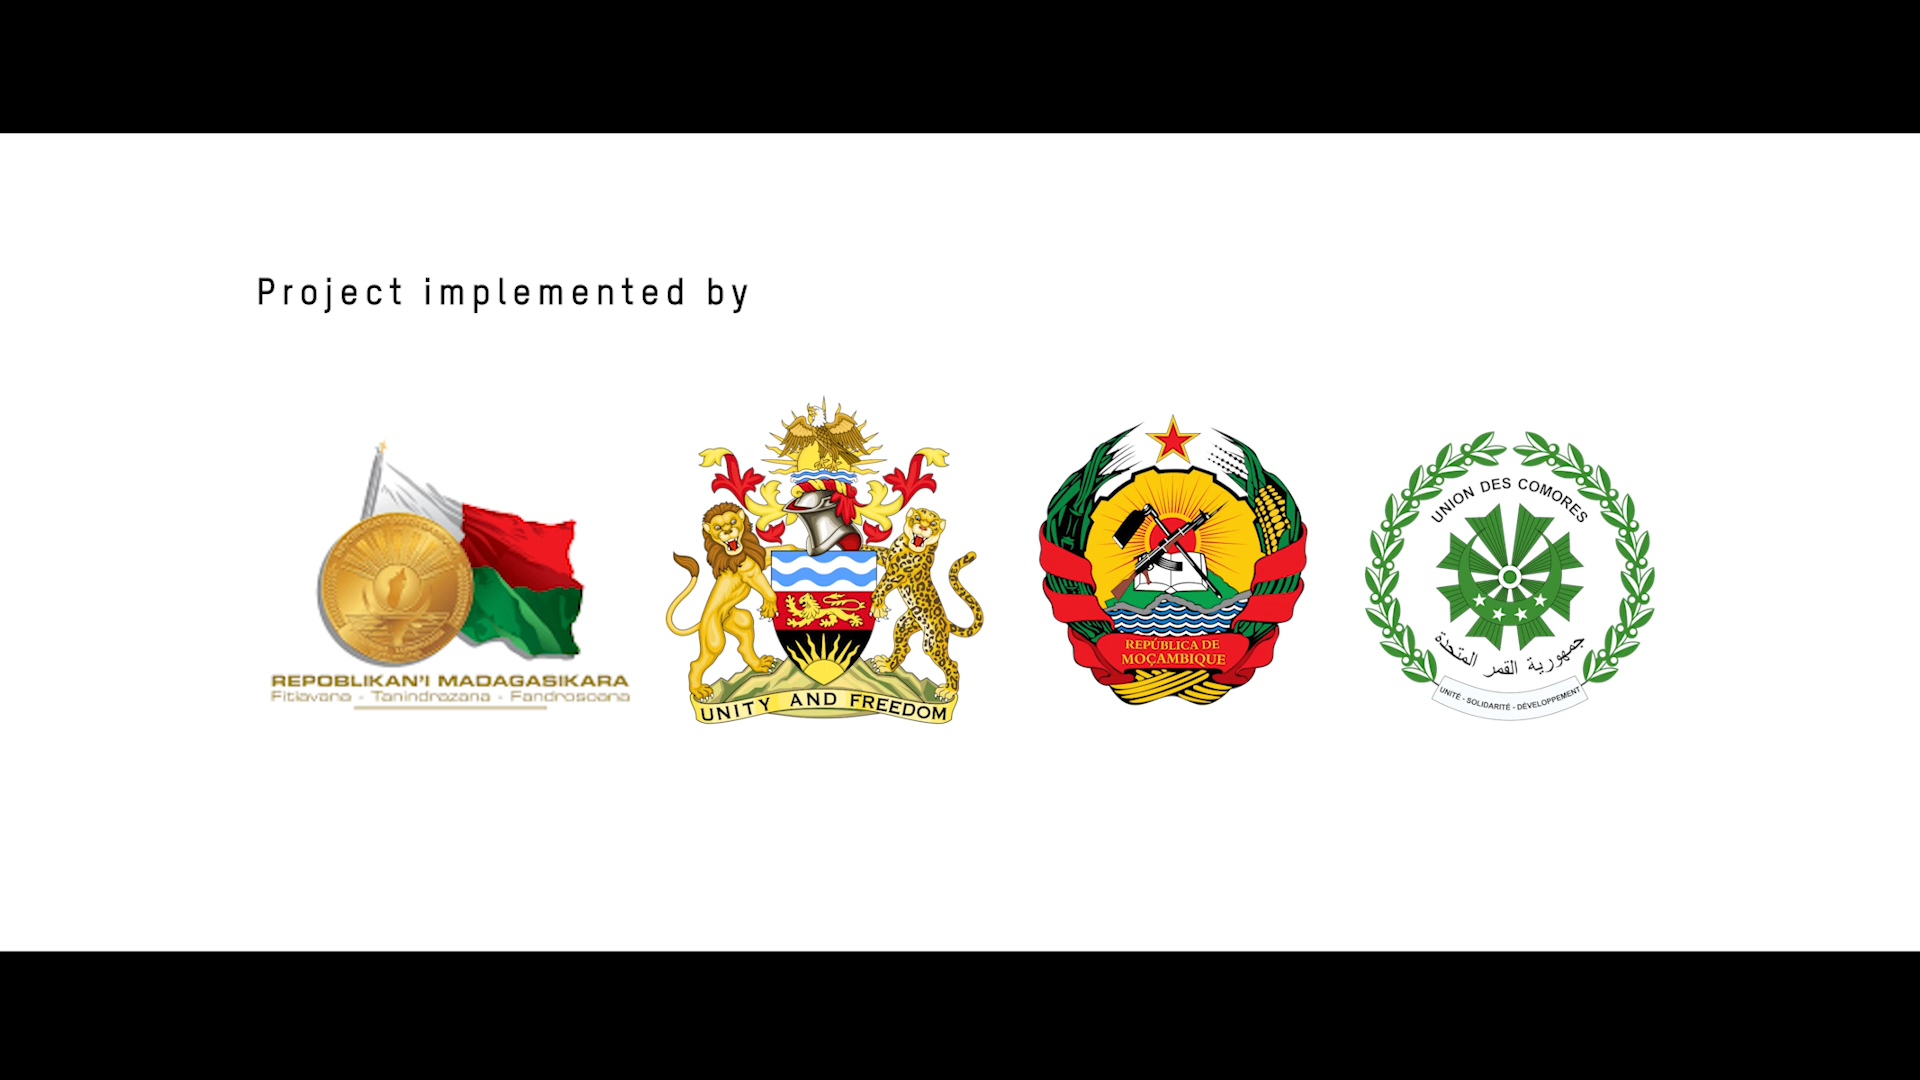 Project implemented by
REPOBLIKAN'I MADAGASIKARA
Fitiavana - Tanindrazana - Fandrosoana
UNITY AND FREEDOM
REPÚBLICA DE
MOÇAMBIQUE
UNION DES COMORES
جمهورية القمر المتحدة
UNITÉ - SOLIDARITÉ - DÉVELOPPEMENT